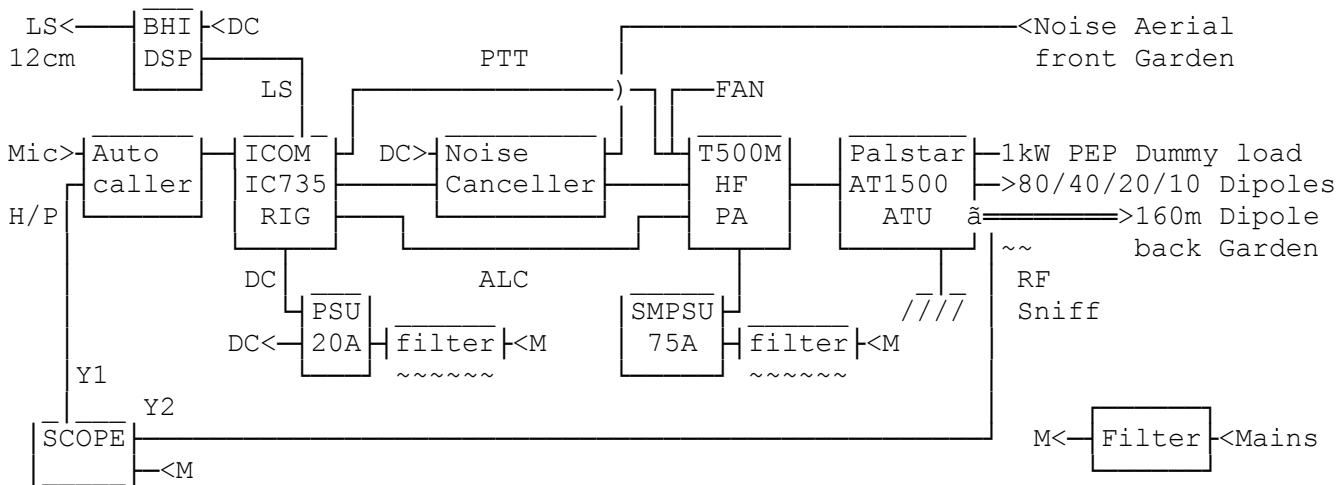 LS< BHI <DC <Noise Aerial
12cm DSP PTT front Garden
LS ) FAN
Mic> Auto ICOM DC> Noise T500M Palstar 1kW PEP Dummy load
caller IC735 Canceller HF AT1500 >80/40/20/10 Dipoles
H/P RIG PA ATU ã >160m Dipole
~~ back Garden
DC ALC RF
PSU SMPSU //// Sniff
DC< 20A filter <M 75A filter <M
~~~~~~ ~~~~~~
Y1
Y2
SCOPE M< Filter <Mains
<M